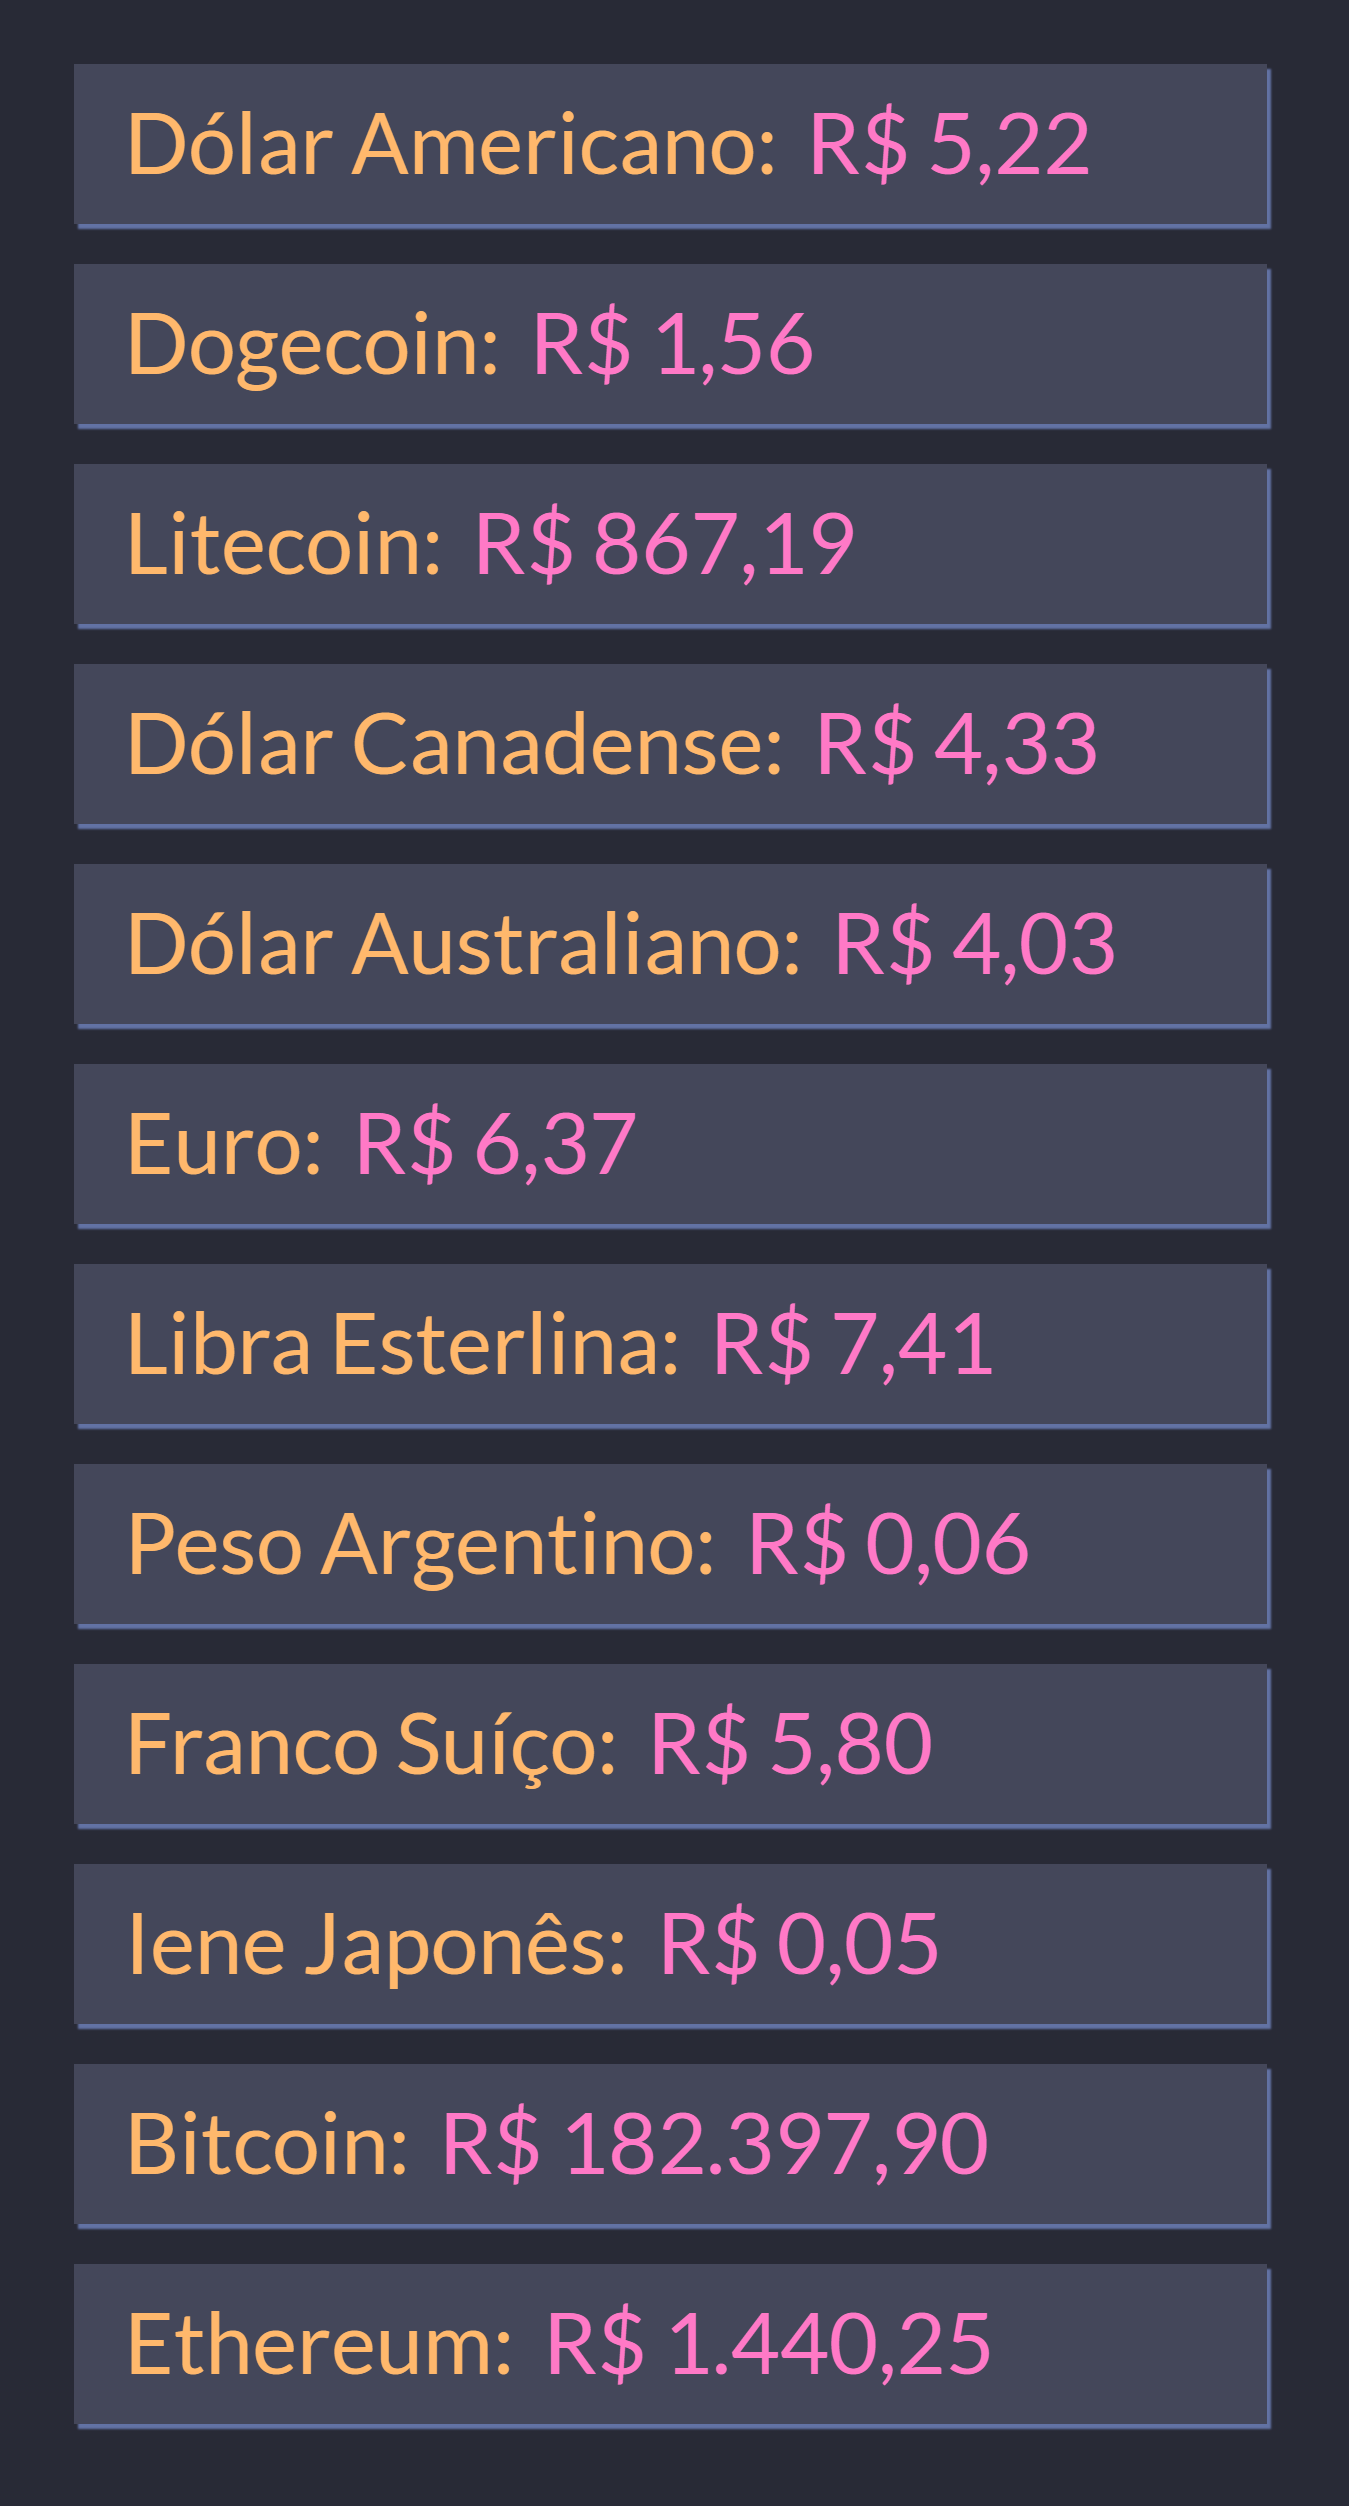 Dólar Americano: R$ 5,22
Dogecoin: R$ 1,56
Litecoin: R$ 867,19
Dólar Canadense: R$ 4,33
Dólar Australiano: R$ 4,03
Euro: R$ 6,37
Libra Esterlina: R$ 7,41
Peso Argentino: R$ 0,06
Franco Suíço: R$ 5,80
Iene Japonês: R$ 0,05
Bitcoin: R$ 182.397,90
Ethereum: R$ 1.440,25